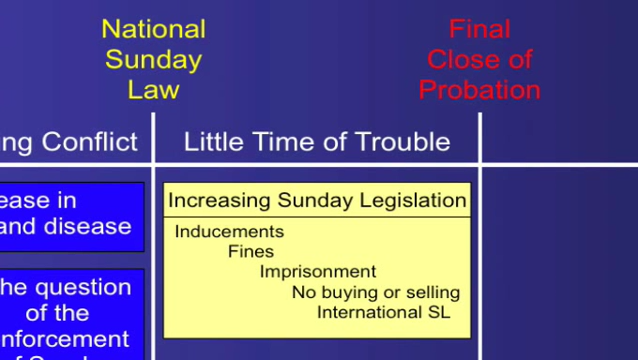 National
Sunday
Law
Final
Close of
Probation
ng Conflict
Little Time of Trouble
ease in
and disease
he question
of the
nforcement
Increasing Sunday Legislation
Inducements
Fines
Imprisonment
No buying or selling
International SL